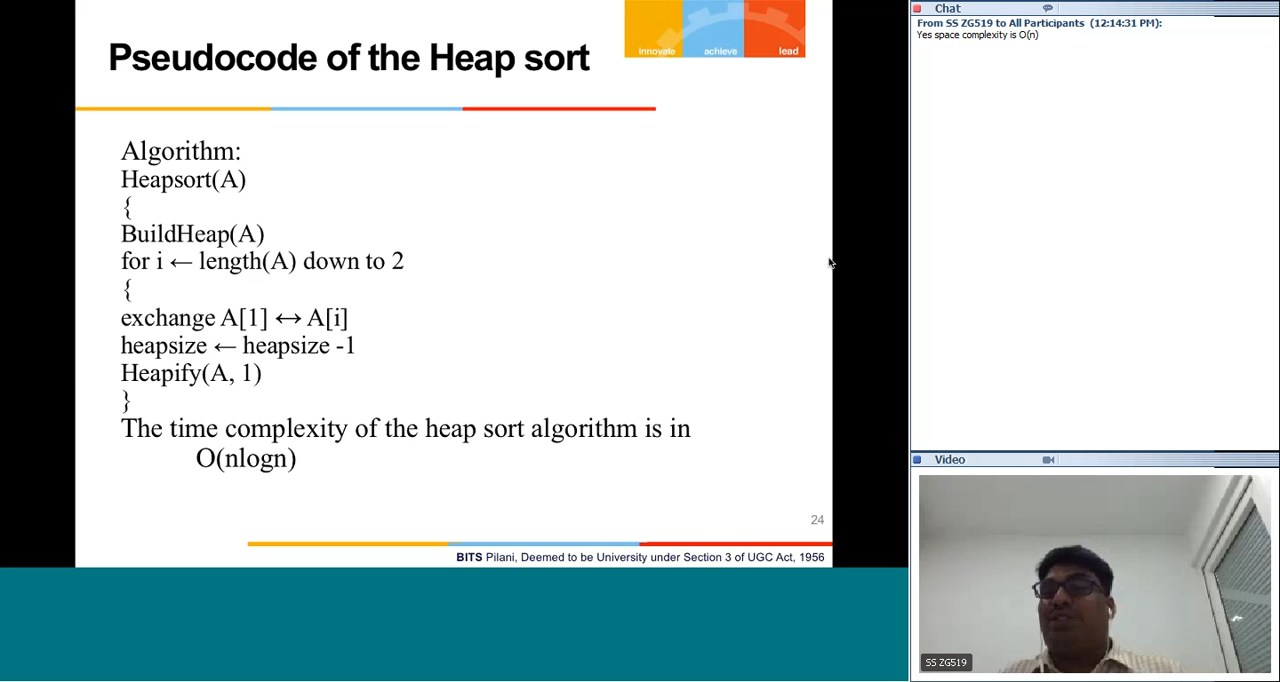 Pseudocode of the Heap sort
innovate achieve lead
Algorithm:
Heapsort(A)
{
BuildHeap(A)
for i ← length(A) down to 2
{
exchange A[1] ↔ A[i]
heapsize ← heapsize -1
Heapify(A, 1)
}
The time complexity of the heap sort algorithm is in
O(nlogn)
24
BITS Pilani, Deemed to be University under Section 3 of UGC Act, 1956
Chat
From SS ZG519 to All Participants (12:14:31 PM):
Yes space complexity is O(n)
Video
SS ZG519